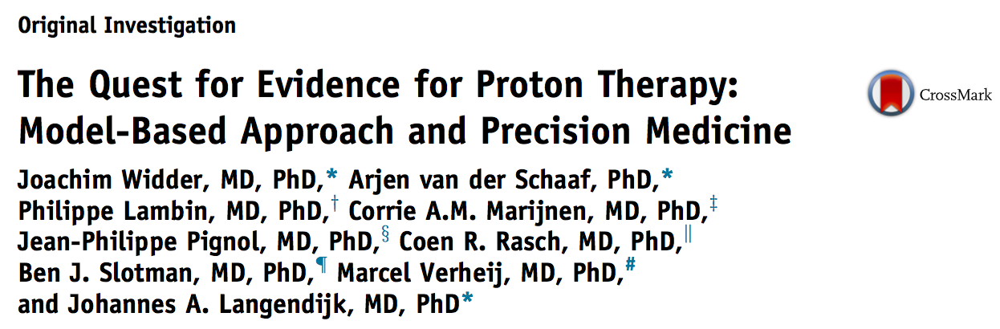 Original Investigation
The Quest for Evidence for Proton Therapy:
Model-Based Approach and Precision Medicine
CrossMark
Joachim Widder, MD, PhD,* Arjen van der Schaaf, PhD,*
Philippe Lambin, MD, PhD,† Corrie A.M. Marijnen, MD, PhD,‡
Jean-Philippe Pignol, MD, PhD,§ Coen R. Rasch, MD, PhD,‖
Ben J. Slotman, MD, PhD,¶ Marcel Verheij, MD, PhD,#
and Johannes A. Langendijk, MD, PhD*